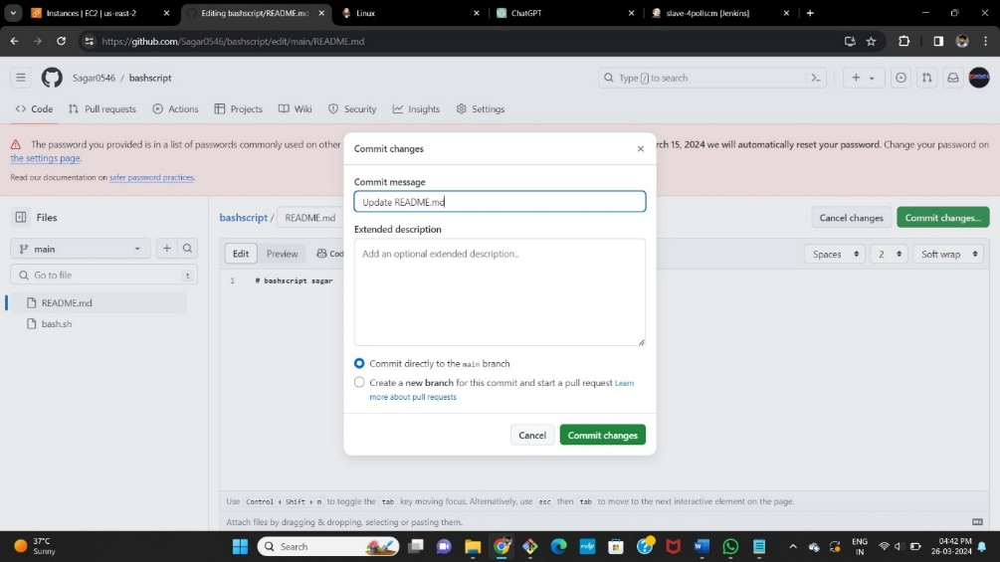 Instances | EC2 | us-east-2
Editing bashscript/README.md
Linux
ChatGPT
slave-4pollscm [Jenkins]
https://github.com/Sagar0546/bashscript/edit/main/README.md
Sagar0546 / bashscript
Type / to search
Code
Pull requests
Actions
Projects
Wiki
Security
Insights
Settings
The password you provided is in a list of passwords commonly used on other
rch 15, 2024 we will automatically reset your password. Change your password on
the settings page.
Read our documentation on safer password practices.
Files
main
Go to file
t
README.md
bash.sh
bashscript / README.md
Cancel changes
Commit changes...
Edit
Preview
Spaces
2
Soft wrap
1 # bashscript sagar
Commit changes
Commit message
Update README.md
Extended description
Add an optional extended description..
Commit directly to the main branch
Create a new branch for this commit and start a pull request Learn
more about pull requests
Cancel
Commit changes
Use Control + Shift + m to toggle the tab key moving focus. Alternatively, use esc then tab to move to the next interactive element on the page.
Attach files by dragging & dropping, selecting or pasting them.
37°C
Sunny
Search
ENG
IN
04:42 PM
26-03-2024